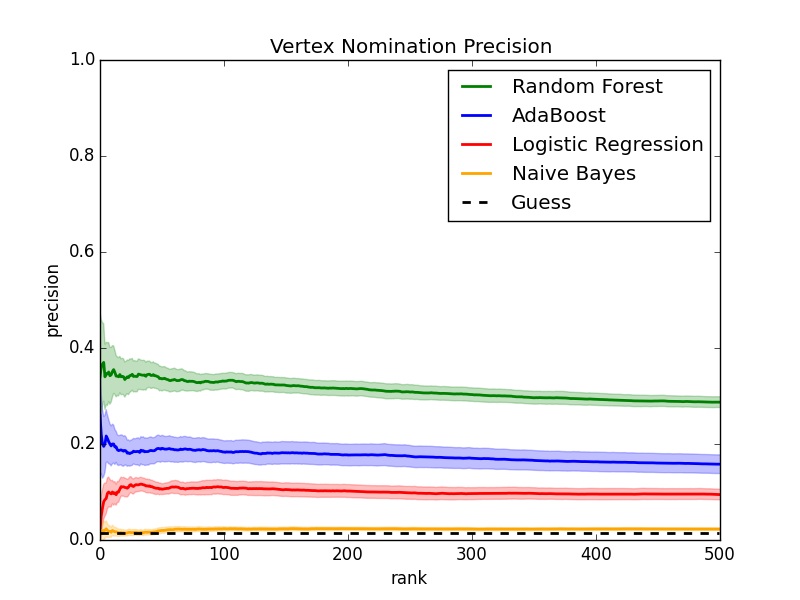 Vertex Nomination Precision
1.0
0.8
0.6
0.4
0.2
0.0
precision
Random Forest
AdaBoost
Logistic Regression
Naive Bayes
Guess
0 100 200 300 400 500
rank